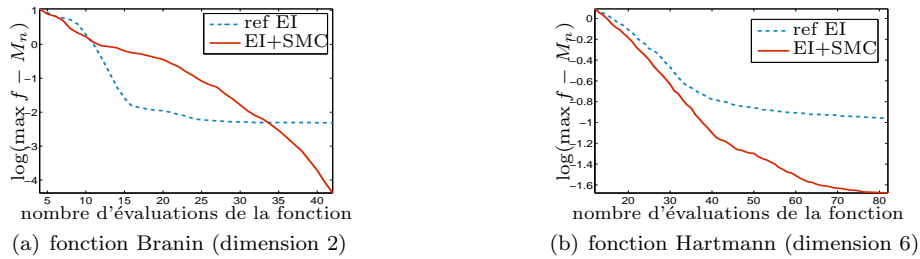 ref EI
EI+SMC
log(max f − Mn)
1
0
-1
-2
-3
-4
5 10 15 20 25 30 35 40
nombre d'évaluations de la fonction
(a) fonction Branin (dimension 2)
ref EI
EI+SMC
log(max f − Mn)
0
-0.2
-0.4
-0.6
-0.8
-1
-1.2
-1.4
-1.6
20 30 40 50 60 70 80
nombre d'évaluations de la fonction
(b) fonction Hartmann (dimension 6)